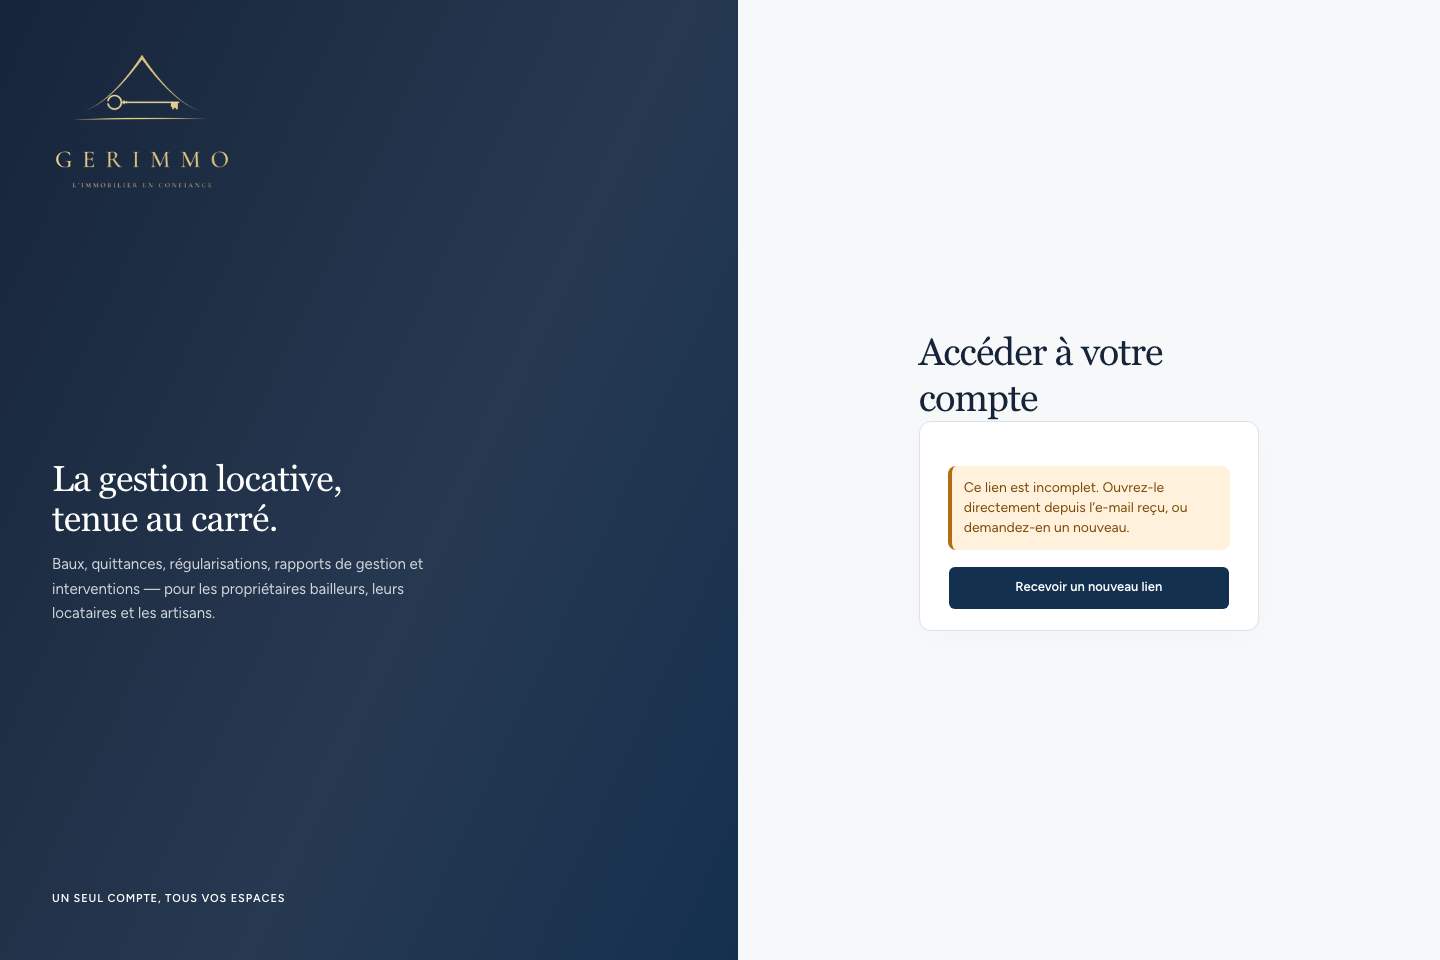 GERIMMO
L'IMMOBILIER EN CONFIANCE
La gestion locative,
tenue au carré.
Baux, quittances, régularisations, rapports de gestion et
interventions — pour les propriétaires bailleurs, leurs
locataires et les artisans.
UN SEUL COMPTE, TOUS VOS ESPACES
Accéder à votre
compte
Ce lien est incomplet. Ouvrez-le
directement depuis l'e-mail reçu, ou
demandez-en un nouveau.
Recevoir un nouveau lien